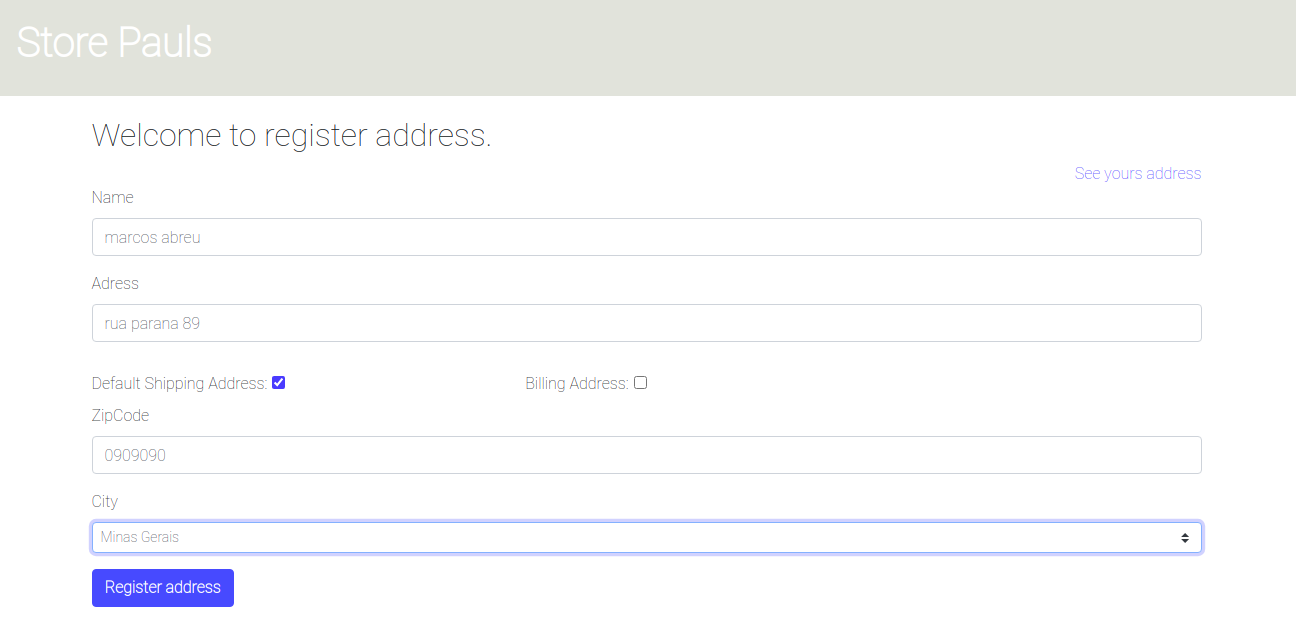 Store Pauls
Welcome to register address.
See yours address
Name
marcos abreu
Adress
rua parana 89
Default Shipping Address: Billing Address:
ZipCode
0909090
City
Minas Gerais
Register address